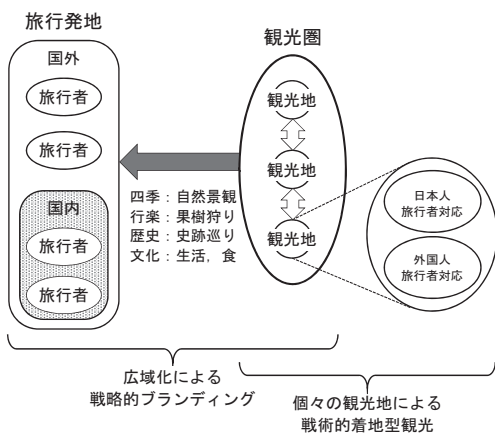 旅行発地
国外
旅行者
旅行者
国内
旅行者
旅行者
四季：自然景観
行楽：果樹狩り
歴史：史跡巡り
文化：生活，食
観光圏
観光地
観光地
観光地
日本人
旅行者対応
外国人
旅行者対応
広域化による
戦略的ブランディング
個々の観光地による
戦術的着地型観光